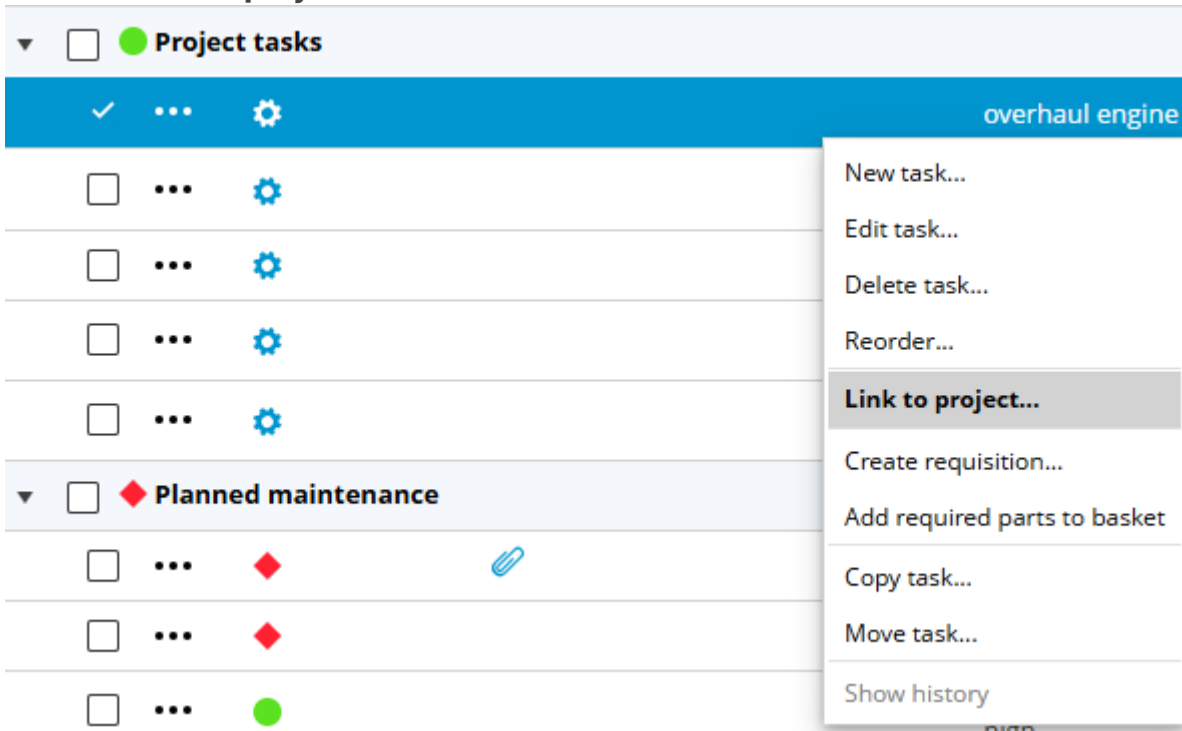 Project tasks
overhaul engine
New task...
Edit task...
Delete task...
Reorder...
Link to project...
Create requisition...
Planned maintenance
Add required parts to basket
Copy task...
Move task...
Show history